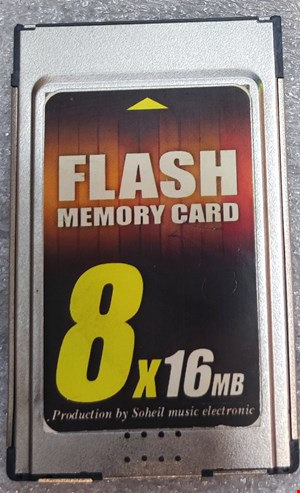 FLASH
MEMORY CARD
8x16MB
Production by Soheil music electronic